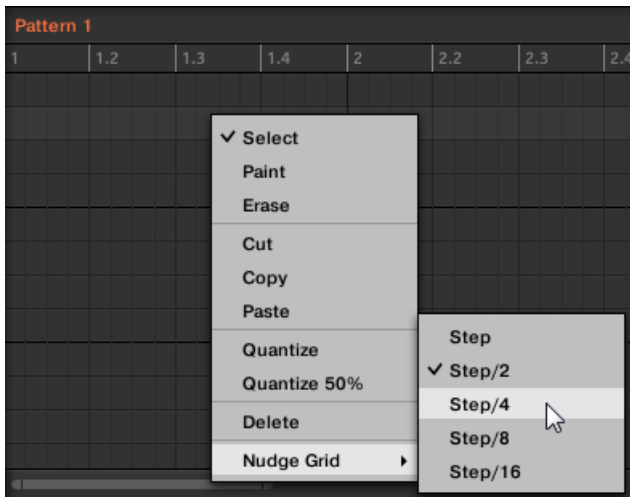 Pattern 1
1 1.2 1.3 1.4 2 2.2 2.3 2.4
Select
Paint
Erase
Cut
Copy
Paste
Quantize
Quantize 50%
Delete
Nudge Grid
Step
Step/2
Step/4
Step/8
Step/16